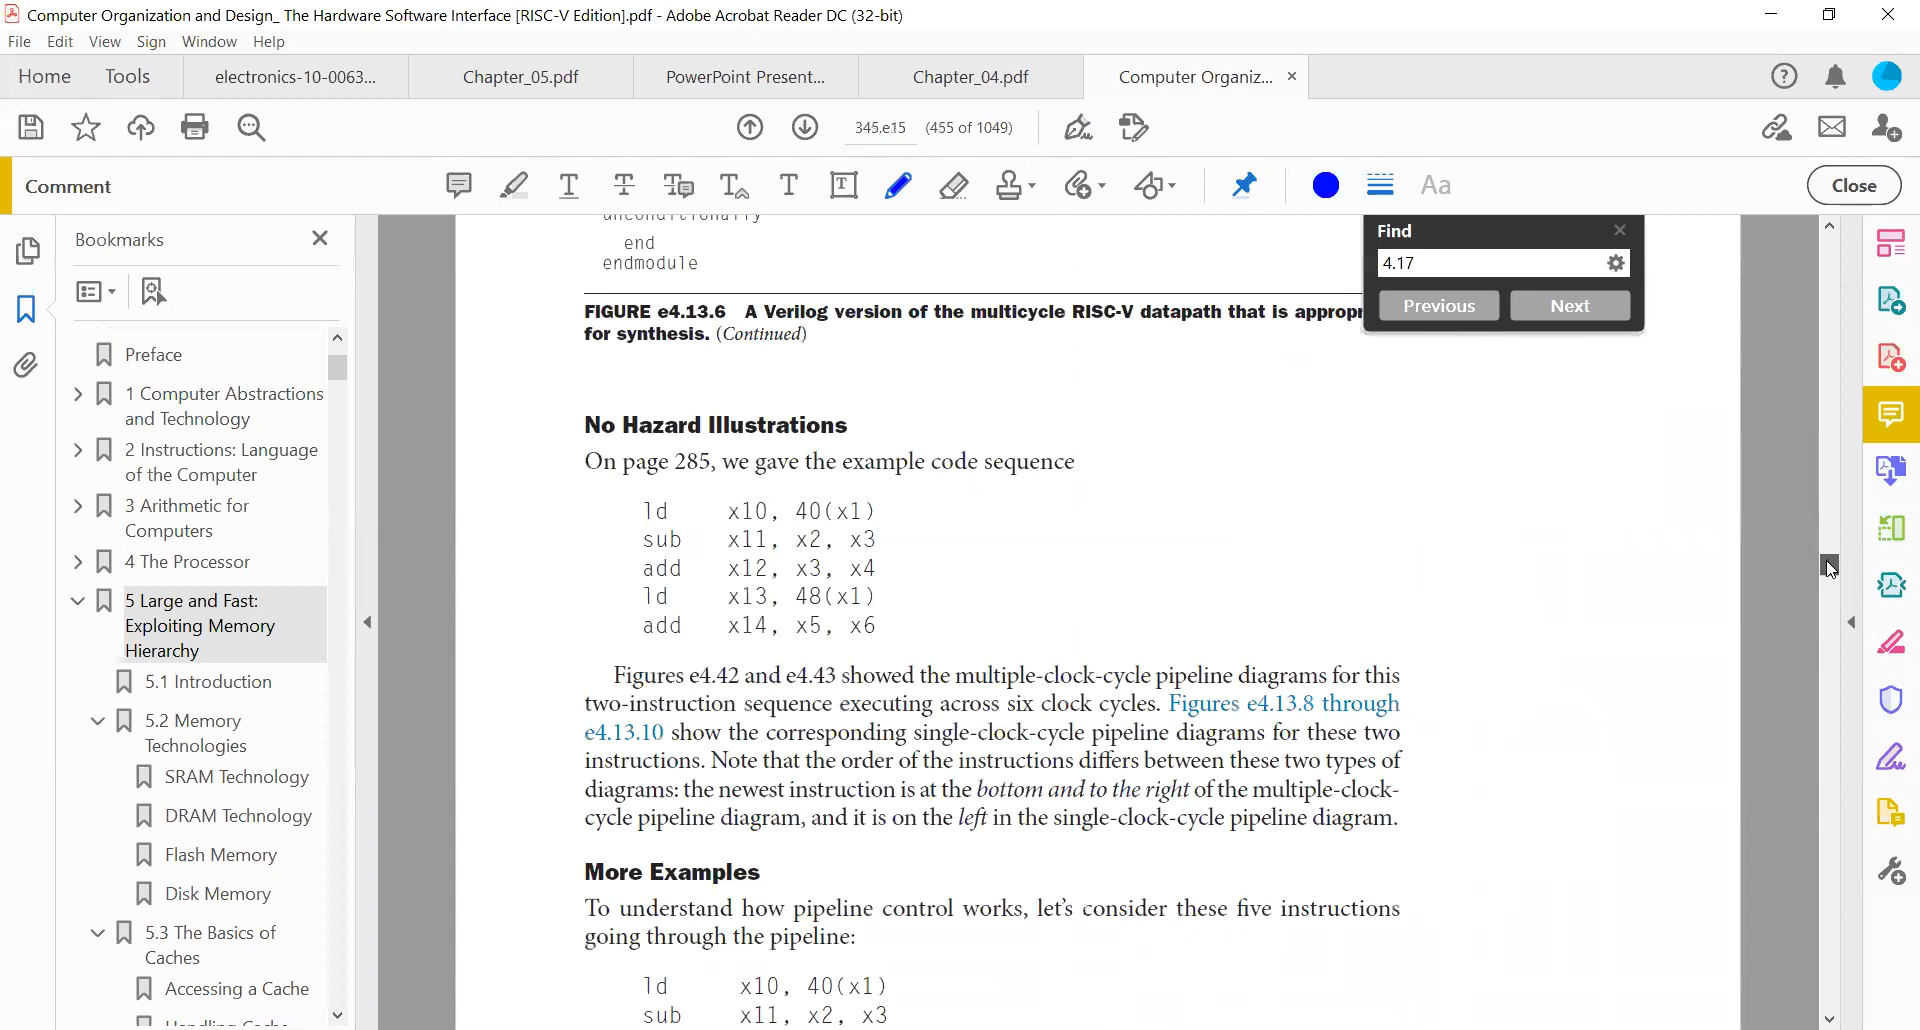 Computer Organization and Design_ The Hardware Software Interface [RISC-V Edition].pdf - Adobe Acrobat Reader DC (32-bit)
File Edit View Sign Window Help
Home Tools electronics-10-0063... Chapter_05.pdf PowerPoint Present... Chapter_04.pdf Computer Organiz... ×
345.e15 (455 of 1049)
Comment
T T T T T T Aa
Close
Bookmarks
Preface
1 Computer Abstractions
and Technology
2 Instructions: Language
of the Computer
3 Arithmetic for
Computers
4 The Processor
5 Large and Fast:
Exploiting Memory
Hierarchy
5.1 Introduction
5.2 Memory
Technologies
SRAM Technology
DRAM Technology
Flash Memory
Disk Memory
5.3 The Basics of
Caches
Accessing a Cache
Find
4.17
Previous Next
unconditionally
end
endmodule
FIGURE e4.13.6 A Verilog version of the multicycle RISC-V datapath that is appropr
for synthesis. (Continued)
No Hazard Illustrations
On page 285, we gave the example code sequence
ld x10, 40(x1)
sub x11, x2, x3
add x12, x3, x4
ld x13, 48(x1)
add x14, x5, x6
Figures e4.42 and e4.43 showed the multiple-clock-cycle pipeline diagrams for this
two-instruction sequence executing across six clock cycles. Figures e4.13.8 through
e4.13.10 show the corresponding single-clock-cycle pipeline diagrams for these two
instructions. Note that the order of the instructions differs between these two types of
diagrams: the newest instruction is at the bottom and to the right of the multiple-clock-
cycle pipeline diagram, and it is on the left in the single-clock-cycle pipeline diagram.
More Examples
To understand how pipeline control works, let's consider these five instructions
going through the pipeline:
ld x10, 40(x1)
sub x11, x2, x3